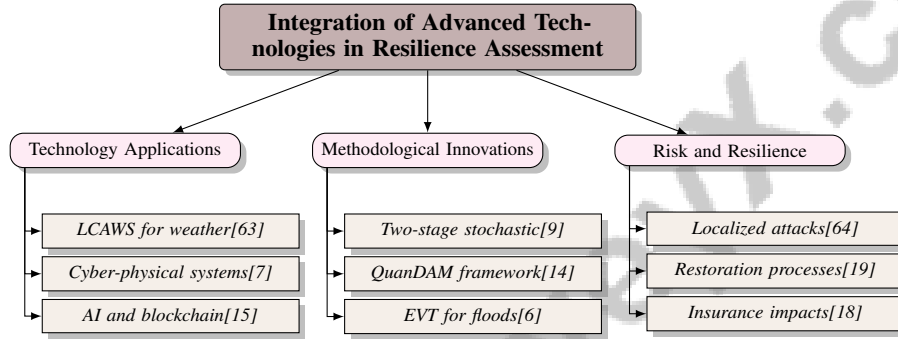 Integration of Advanced Tech-
nologies in Resilience Assessment
Technology Applications
Methodological Innovations
Risk and Resilience
LCAWS for weather[63]
Cyber-physical systems[7]
AI and blockchain[15]
Two-stage stochastic[9]
QuanDAM framework[14]
EVT for floods[6]
Localized attacks[64]
Restoration processes[19]
Insurance impacts[18]